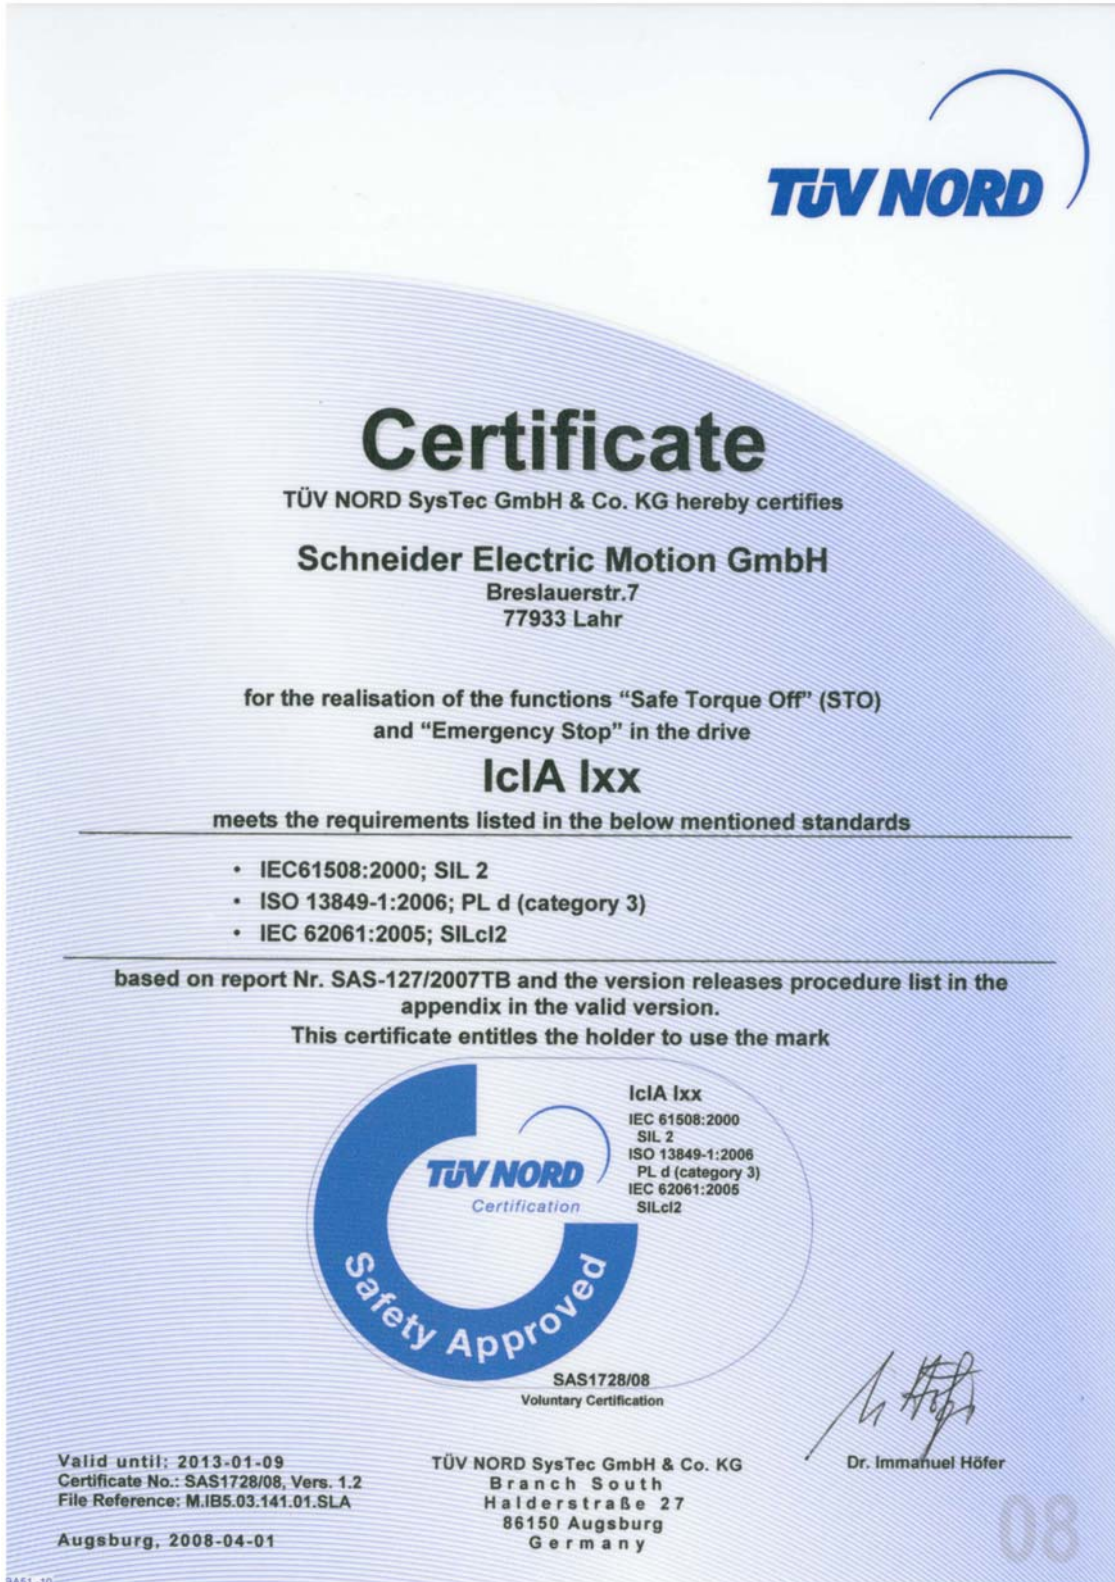 TÜV NORD
Certificate
TÜV NORD SysTec GmbH & Co. KG hereby certifies
Schneider Electric Motion GmbH
Breslauerstr.7
77933 Lahr
for the realisation of the functions “Safe Torque Off” (STO)
and “Emergency Stop” in the drive
IclA Ixx
meets the requirements listed in the below mentioned standards
• IEC61508:2000; SIL 2
• ISO 13849-1:2006; PL d (category 3)
• IEC 62061:2005; SILcl2
based on report Nr. SAS-127/2007TB and the version releases procedure list in the
appendix in the valid version.
This certificate entitles the holder to use the mark
TÜV NORD
Certification
Safety Approved
IclA Ixx
IEC 61508:2000
SIL 2
ISO 13849-1:2006
PL d (category 3)
IEC 62061:2005
SILcl2
SAS1728/08
Voluntary Certification
Valid until: 2013-01-09
Certificate No.: SAS1728/08, Vers. 1.2
File Reference: M.IB5.03.141.01.SLA
Augsburg, 2008-04-01
TÜV NORD SysTec GmbH & Co. KG
Branch South
Halderstraße 27
86150 Augsburg
Germany
Dr. Immanuel Höfer
08